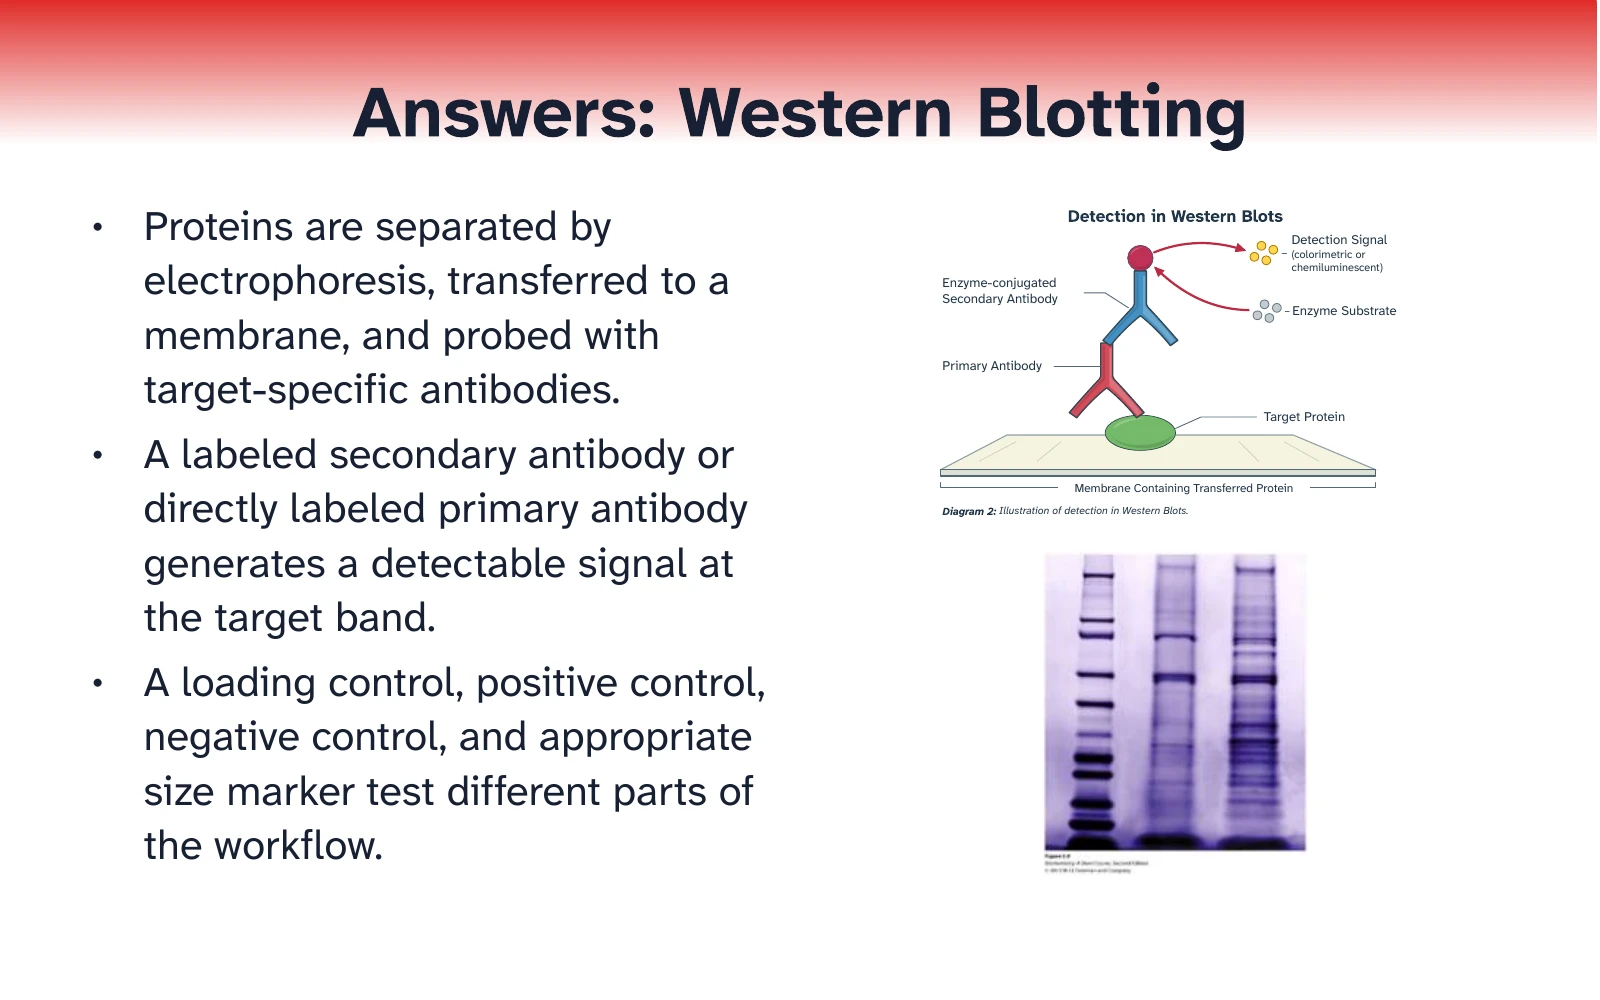 Answers: Western Blotting
• Proteins are separated by
electrophoresis, transferred to a
membrane, and probed with
target-specific antibodies.
• A labeled secondary antibody or
directly labeled primary antibody
generates a detectable signal at
the target band.
• A loading control, positive control,
negative control, and appropriate
size marker test different parts of
the workflow.
Detection in Western Blots
Detection Signal
(colorimetric or
chemiluminescent)
Enzyme-conjugated
Secondary Antibody
Enzyme Substrate
Primary Antibody
Target Protein
Membrane Containing Transferred Protein
Diagram 2: Illustration of detection in Western Blots.